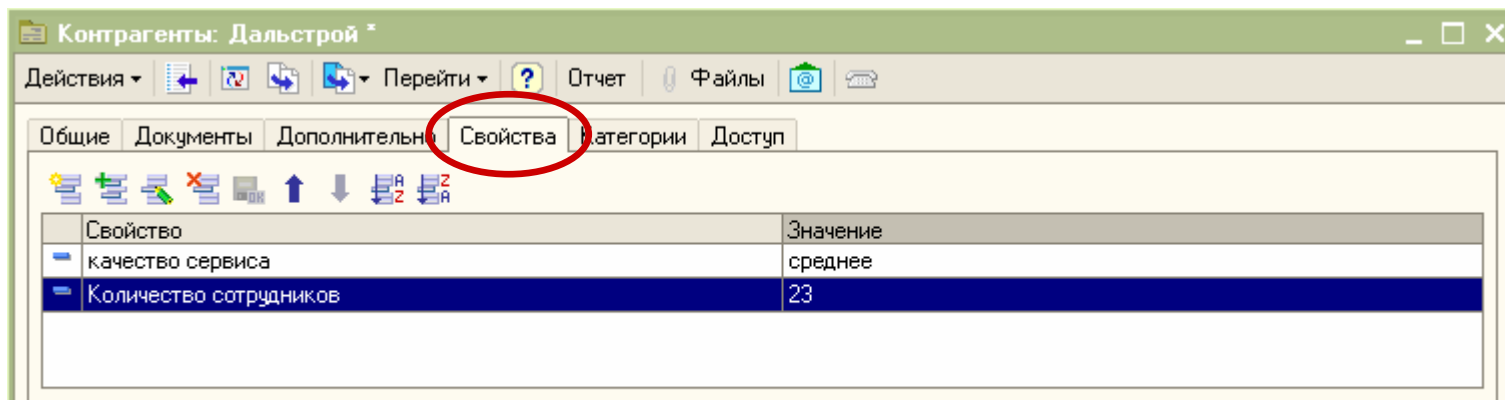 Контрагенты: Дальстрой *
Действия Перейти ? Отчет Файлы @
Общие Документы Дополнительно Свойства Категории Доступ
Свойство Значение
качество сервиса среднее
Количество сотрудников 23